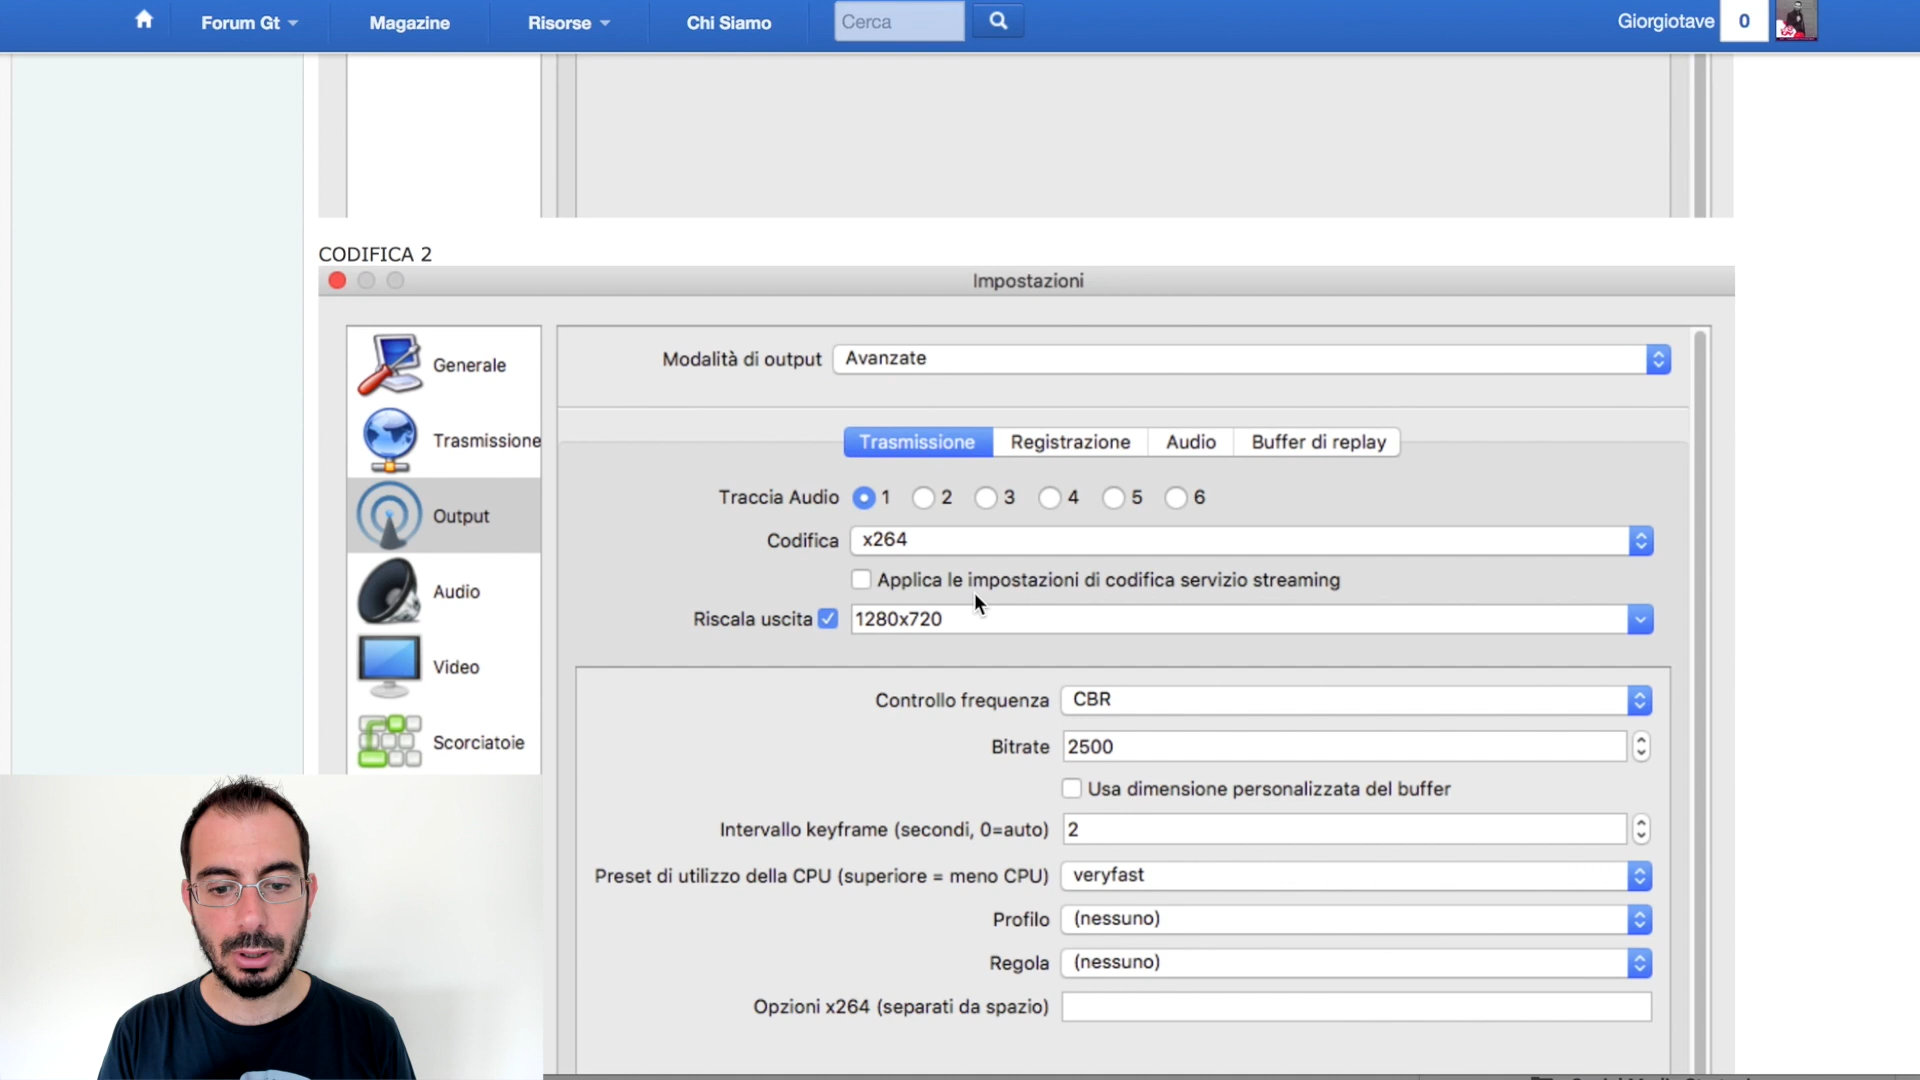 Forum Gt
Magazine
Risorse
Chi Siamo
Cerca
Giorgiotave
0
CODIFICA 2
Impostazioni
Generale
Trasmissione
Output
Audio
Video
Scorciatoie
Modalità di output
Avanzate
Trasmissione
Registrazione
Audio
Buffer di replay
Traccia Audio
1
2
3
4
5
6
Codifica
x264
Applica le impostazioni di codifica servizio streaming
Riscala uscita
1280x720
Controllo frequenza
CBR
Bitrate
2500
Usa dimensione personalizzata del buffer
Intervallo keyframe (secondi, 0=auto)
2
Preset di utilizzo della CPU (superiore = meno CPU)
veryfast
Profilo
(nessuno)
Regola
(nessuno)
Opzioni x264 (separati da spazio)